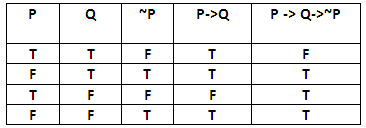 P Q ~P P->Q P -> Q->~P
T T F T F
F T T T T
T F F F T
F F T T T